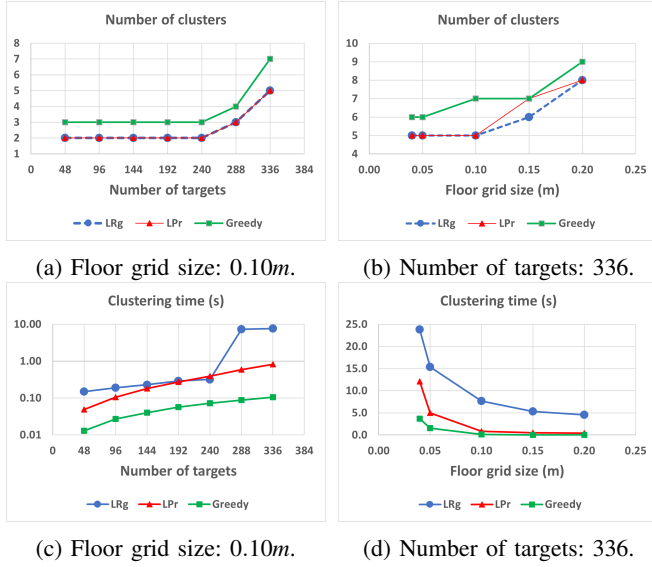 Number of clusters
8
7
6
5
4
3
2
1
0 48 96 144 192 240 288 336 384
Number of targets
LRg LPr Greedy
(a) Floor grid size: 0.10m.
Number of clusters
10
9
8
7
6
5
4
0.00 0.05 0.10 0.15 0.20 0.25
Floor grid size (m)
LRg LPr Greedy
(b) Number of targets: 336.
Clustering time (s)
10.00
1.00
0.10
0.01
0 48 96 144 192 240 288 336 384
Number of targets
LRg LPr Greedy
(c) Floor grid size: 0.10m.
Clustering time (s)
25.0
20.0
15.0
10.0
5.0
0.0
0.00 0.05 0.10 0.15 0.20 0.25
Floor grid size (m)
LRg LPr Greedy
(d) Number of targets: 336.